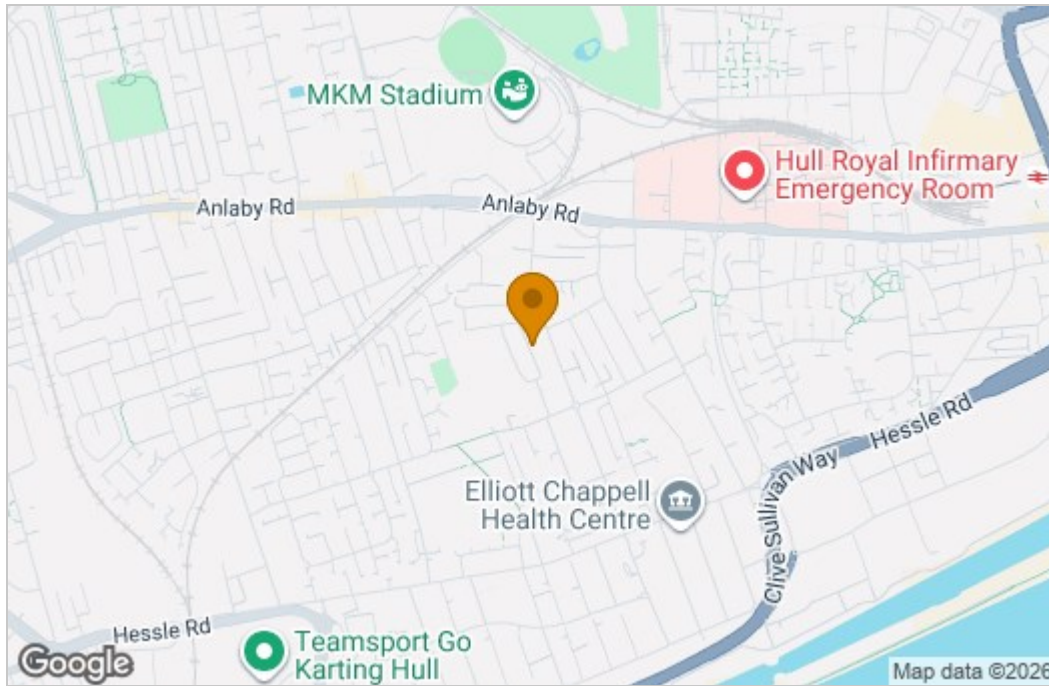 MKM Stadium
Hull Royal Infirmary
Emergency Room
Anlaby Rd
Anlaby Rd
Hessle Rd
Clive Sullivan Way
Elliott Chappell
Health Centre
Hessle Rd
Teamsport Go
Karting Hull
Google
Map data ©2026